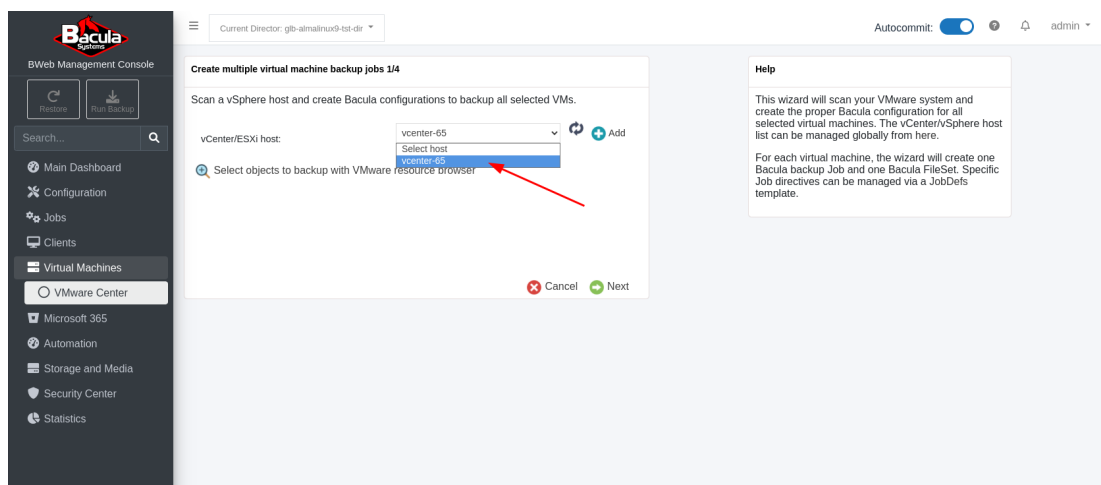 Bacula
Systems
BWeb Management Console
Restore
Run Backup
Search...
Main Dashboard
Configuration
Jobs
Clients
Virtual Machines
VMware Center
Microsoft 365
Automation
Storage and Media
Security Center
Statistics
Current Director: glb-almalinux9-tst-dir
Autocommit:
admin
Create multiple virtual machine backup jobs 1/4
Scan a vSphere host and create Bacula configurations to backup all selected VMs.
vCenter/ESXi host:
vcenter-65
Add
Select host
vcenter-65
Select objects to backup with VMware resource browser
Cancel
Next
Help
This wizard will scan your VMware system and
create the proper Bacula configuration for all
selected virtual machines. The vCenter/vSphere host
list can be managed globally from here.
For each virtual machine, the wizard will create one
Bacula backup Job and one Bacula FileSet. Specific
Job directives can be managed via a JobDefs
template.